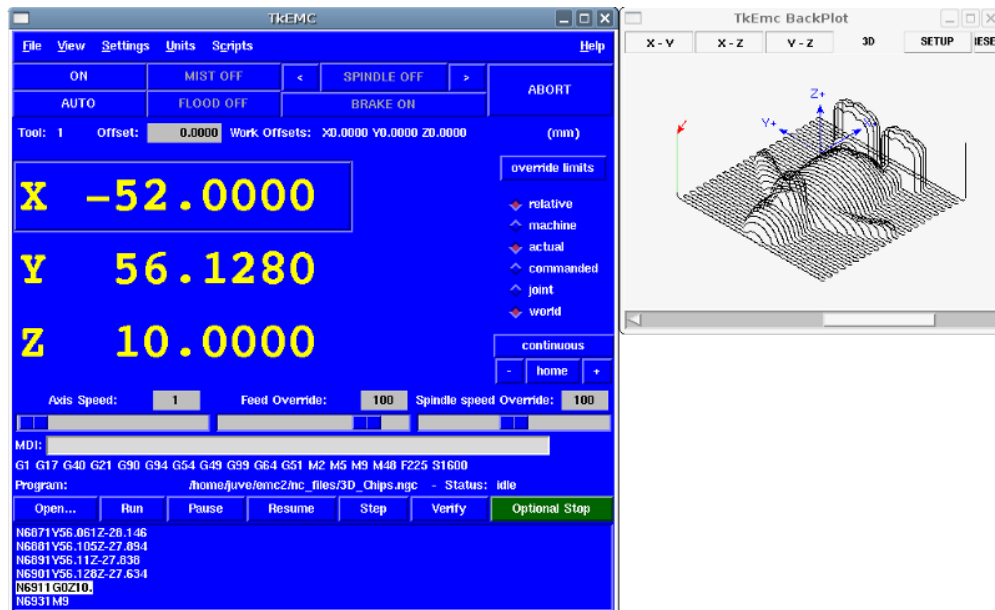 TkEMC
File View Settings Units Scripts Help
ON MIST OFF < SPINDLE OFF > ABORT
AUTO FLOOD OFF BRAKE ON
Tool: 1 Offset: 0.0000 Work Offsets: X0.0000 Y0.0000 Z0.0000 (mm)
override limits
X -52.0000
relative
machine
Y 56.1280
actual
commanded
joint
world
Z 10.0000
continuous
- home +
Axis Speed: 1 Feed Override: 100 Spindle speed Override: 100
MDI:
G1 G17 G40 G21 G90 G94 G54 G49 G99 G64 G51 M2 M5 M9 M48 F225 S1600
Program: /home/juve/emc2/nc_files/3D_Chips.ngc - Status: idle
Open... Run Pause Resume Step Verify Optional Stop
N6871Y56.061Z-28.146
N6881Y56.105Z-27.894
N6891Y56.11Z-27.838
N6901Y56.128Z-27.634
N6911G0Z10.
N6931M9
TkEmc BackPlot
X-Y X-Z Y-Z 3D SETUP
Z+
Y+